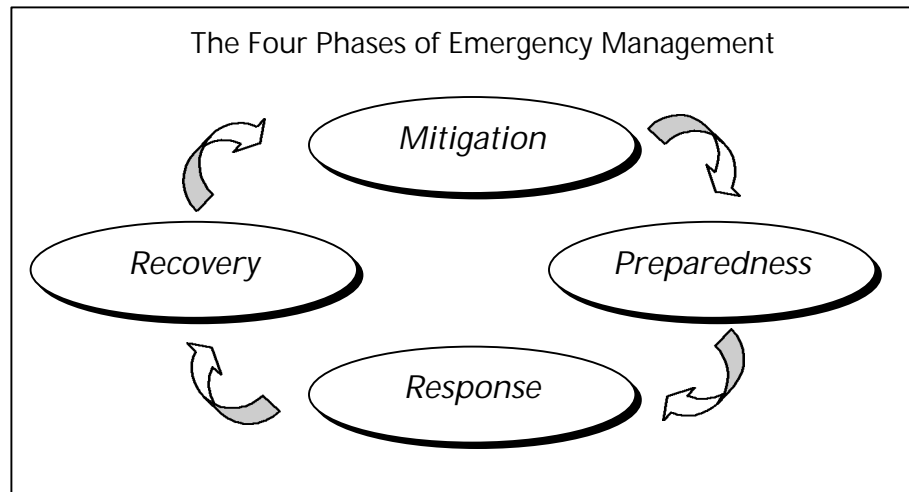 The Four Phases of Emergency Management
Mitigation
Recovery
Preparedness
Response